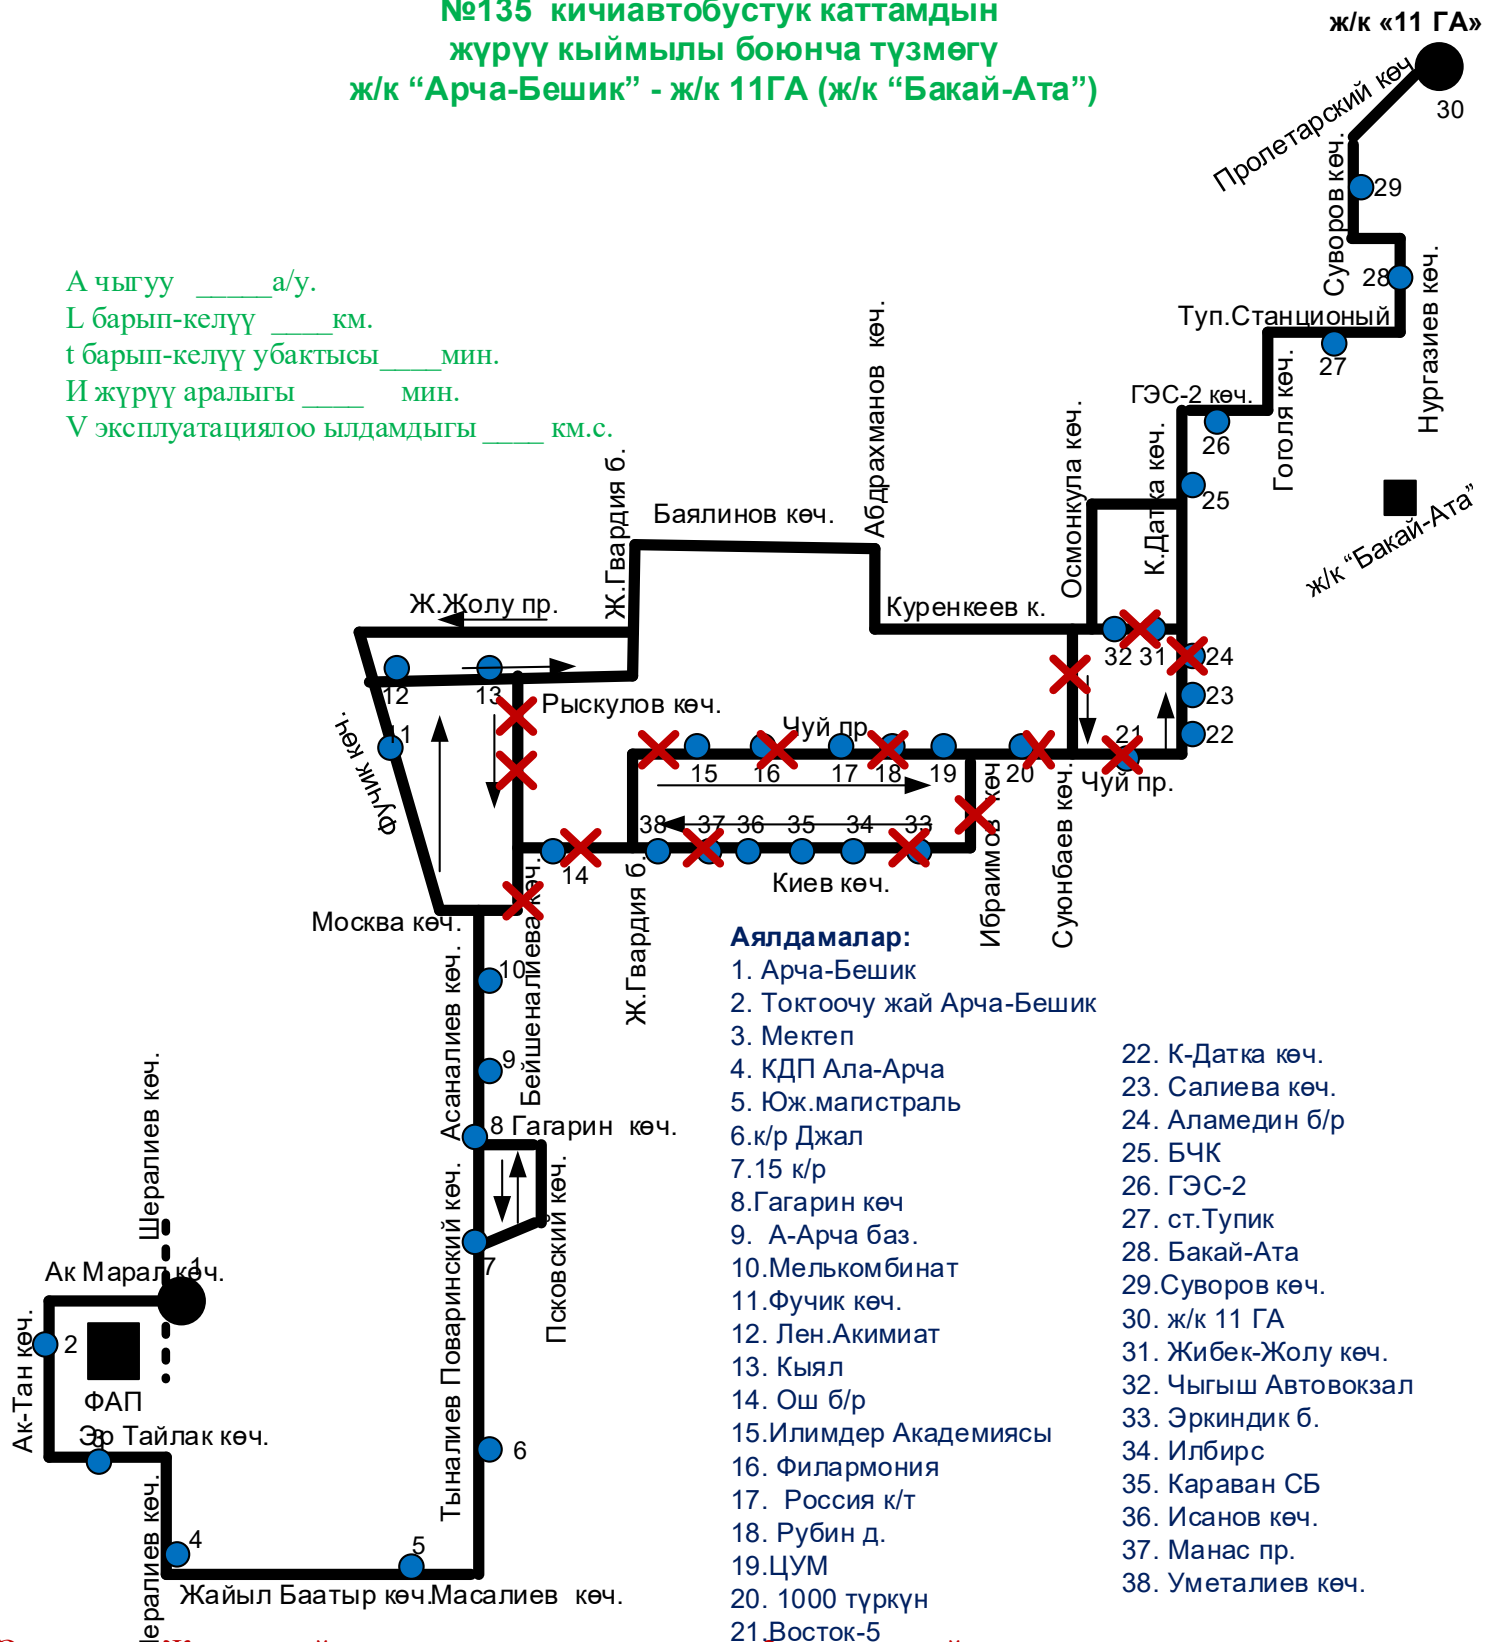 №135 кичиавтобустук каттамдын
жүрүү кыймылы боюнча түзмөгү
ж/к “Арча-Бешик” - ж/к 11ГА (ж/к “Бакай-Ата”)
ж/к «11 ГА»
30
Пролетарский көч.
Суворов көч.
29
28
Нургазиев көч.
Туп.Станционый
27
Гоголя көч.
ГЭС-2 көч.
26
25
ж/к “Бакай-Ата”
А чыгуу _____а/у.
L барып-келүү ____км.
t барып-келүү убактысы____мин.
И жүрүү аралыгы ____ мин.
V эксплуатациялоо ылдамдыгы ____ км.с.
Ж.Гвардия б.
Баялинов көч.
Абдрахманов көч.
Осмонкула көч.
К.Датка көч.
Куренкеев к.
Ж.Жолу пр.
12
13
11
Фучик көч.
Рыскулов көч.
32 31
24
23
22
21
Чуй пр.
Чуй пр.
15 16 17 18 19 20
38 37 36 35 34 33
14
Киев көч.
Ж.Гвардия б.
Ибраимов көч.
Суюнбаев көч.
Москва көч.
Бейшеналиева көч.
Асаналиев көч.
10
9
8
Гагарин көч.
Псковский көч.
7
Тыналиев Поваринский көч.
6
Шералиев көч.
1
Ак Марал көч.
2
Ак-Тан көч.
ФАП
3
Эр Тайлак көч.
4
5
Жайыл Баатыр көч.Масалиев көч.
Аялдамалар:
1. Арча-Бешик
2. Токтоочу жай Арча-Бешик
3. Мектеп
4. КДП Ала-Арча
5. Юж.магистраль
6.к/р Джал
7.15 к/р
8.Гагарин көч
9. А-Арча баз.
10.Мелькомбинат
11.Фучик көч.
12. Лен.Акимиат
13. Кыял
14. Ош б/р
15.Илимдер Академиясы
16. Филармония
17. Россия к/т
18. Рубин д.
19.ЦУМ
20. 1000 түркүн
21.Восток-5
22. К-Датка көч.
23. Салиева көч.
24. Аламедин б/р
25. БЧК
26. ГЭС-2
27. ст.Тупик
28. Бакай-Ата
29.Суворов көч.
30. ж/к 11 ГА
31. Жибек-Жолу көч.
32. Чыгыш Автовокзал
33. Эркиндик б.
34. Илбирс
35. Караван СБ
36. Исанов көч.
37. Манас пр.
38. Уметалиев көч.